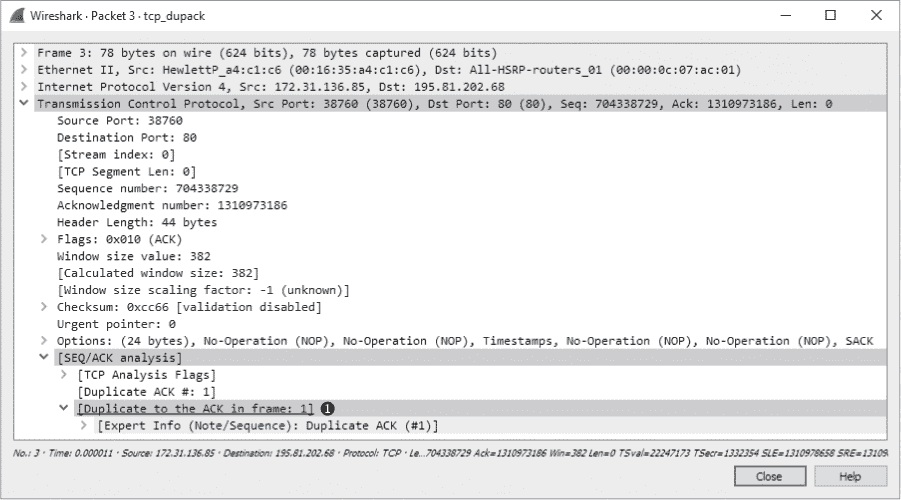 Wireshark · Packet 3 · tcp_dupack
Frame 3: 78 bytes on wire (624 bits), 78 bytes captured (624 bits)
Ethernet II, Src: HewlettP_a4:c1:c6 (00:16:35:a4:c1:c6), Dst: All-HSRP-routers_01 (00:00:0c:07:ac:01)
Internet Protocol Version 4, Src: 172.31.136.85, Dst: 195.81.202.68
Transmission Control Protocol, Src Port: 38760 (38760), Dst Port: 80 (80), Seq: 704338729, Ack: 1310973186, Len: 0
Source Port: 38760
Destination Port: 80
[Stream index: 0]
[TCP Segment Len: 0]
Sequence number: 704338729
Acknowledgment number: 1310973186
Header Length: 44 bytes
Flags: 0x010 (ACK)
Window size value: 382
[Calculated window size: 382]
[Window size scaling factor: -1 (unknown)]
Checksum: 0xcc66 [validation disabled]
Urgent pointer: 0
Options: (24 bytes), No-Operation (NOP), No-Operation (NOP), Timestamps, No-Operation (NOP), No-Operation (NOP), SACK
[SEQ/ACK analysis]
[TCP Analysis Flags]
[Duplicate ACK #: 1]
[Duplicate to the ACK in frame: 1] ❶
[Expert Info (Note/Sequence): Duplicate ACK (#1)]
No.: 3 · Time: 0.000011 · Source: 172.31.136.85 · Destination: 195.81.202.68 · Protocol: TCP · Le...704338729 Ack=1310973186 Win=382 Len=0 TSval=22247173 TSecr=1332354 SLE=1310978658 SRE=13109
Close Help